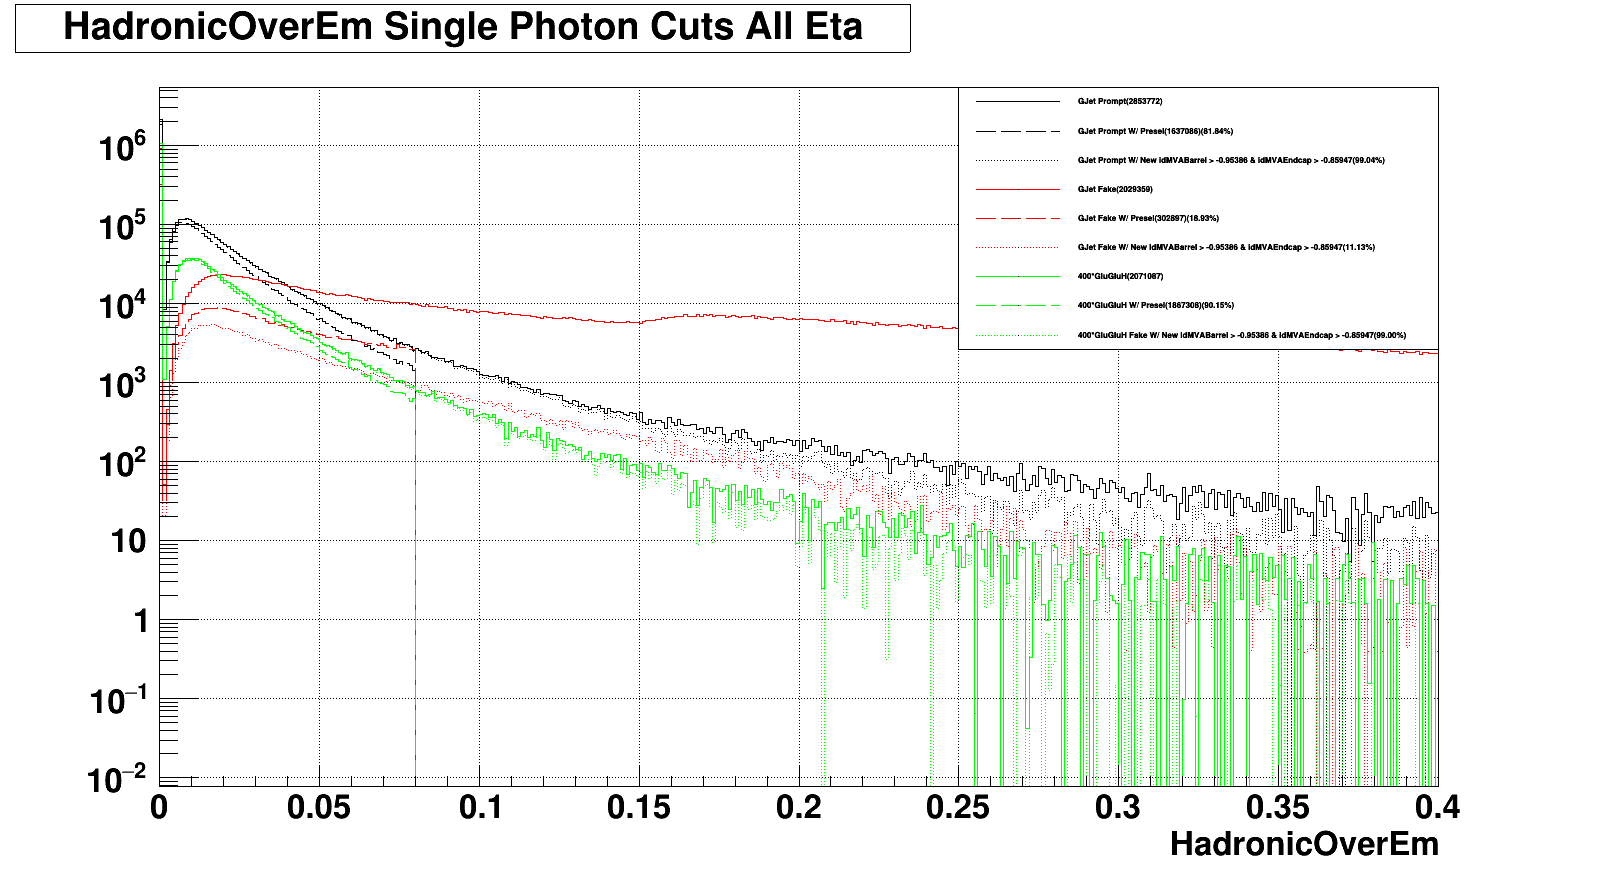 HadronicOverEm Single Photon Cuts All Eta
GJet Prompt(2853772)
GJet Prompt W/ Presel(1637086)(81.84%)
GJet Prompt W/ New idMVABarrel > -0.95386 & idMVAEndcap > -0.85947(99.04%)
GJet Fake(2029359)
GJet Fake W/ Presel(302897)(18.93%)
GJet Fake W/ New idMVABarrel > -0.95386 & idMVAEndcap > -0.85947(11.13%)
400*GluGluH(2071087)
400*GluGluH W/ Presel(1867308)(90.15%)
400*GluGluH Fake W/ New idMVABarrel > -0.95386 & idMVAEndcap > -0.85947(99.00%)
10^6
10^5
10^4
10^3
10^2
10
1
10^−1
10^−2
0 0.05 0.1 0.15 0.2 0.25 0.3 0.35 0.4
HadronicOverEm